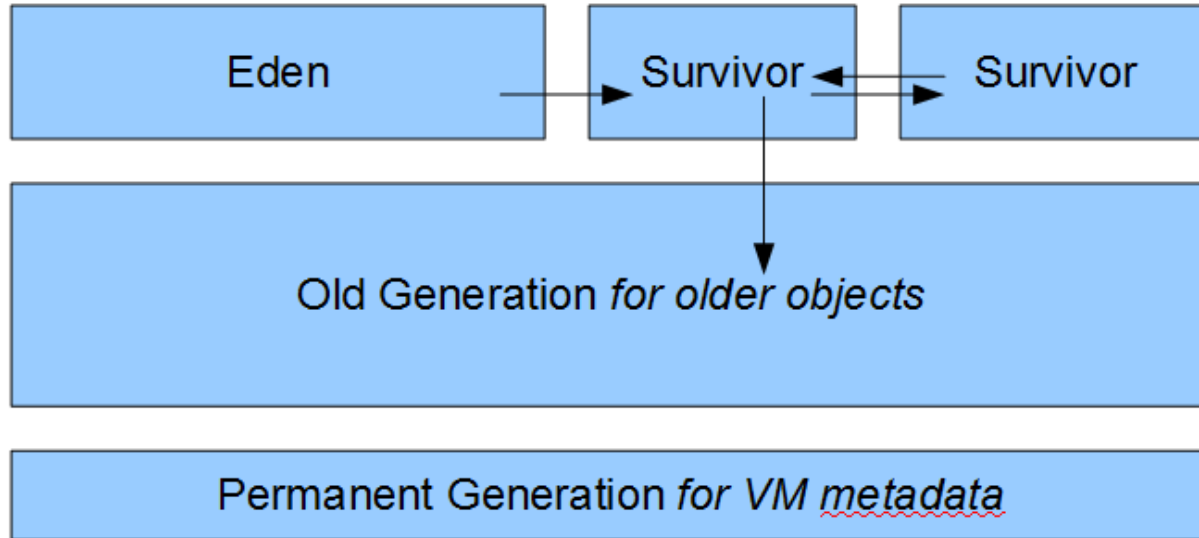 Eden
Survivor
Survivor
Old Generation for older objects
Permanent Generation for VM metadata